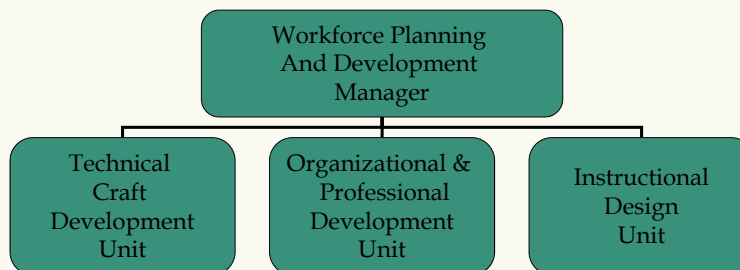 Workforce Planning
And Development
Manager
Technical
Craft
Development
Unit
Organizational &
Professional
Development
Unit
Instructional
Design
Unit